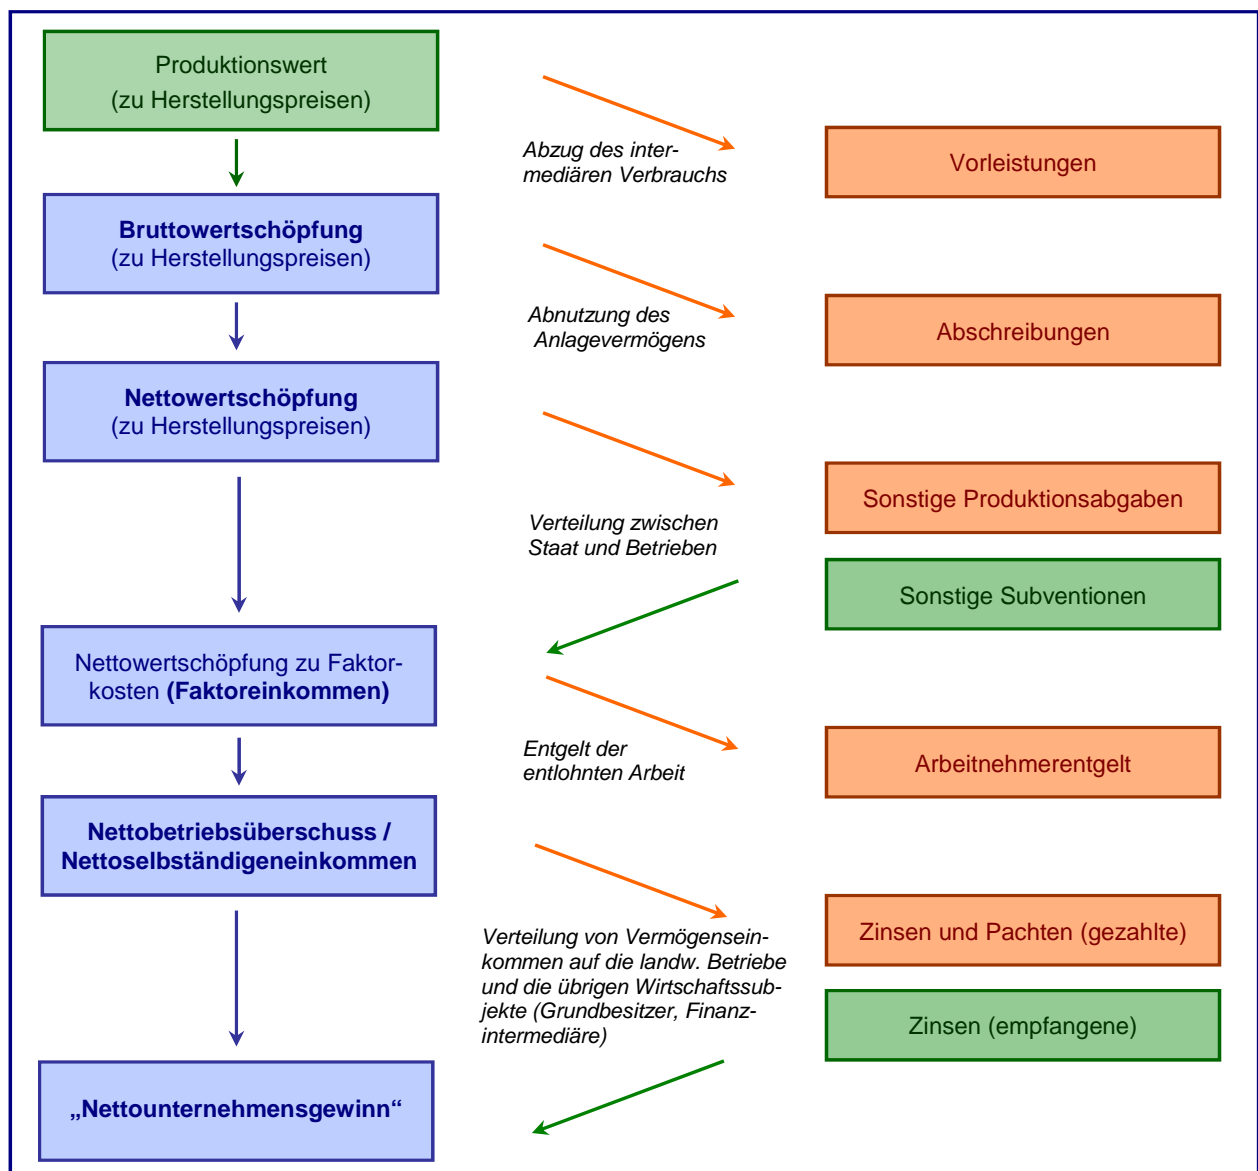 Produktionswert
(zu Herstellungspreisen)
Abzug des inter-
mediären Verbrauchs
Vorleistungen
Bruttowertschöpfung
(zu Herstellungspreisen)
Abnutzung des
Anlagevermögens
Abschreibungen
Nettowertschöpfung
(zu Herstellungspreisen)
Verteilung zwischen
Staat und Betrieben
Sonstige Produktionsabgaben
Sonstige Subventionen
Nettowertschöpfung zu Faktor-
kosten (Faktoreinkommen)
Entgelt der
entlohnten Arbeit
Arbeitnehmerentgelt
Nettobetriebsüberschuss /
Nettoselbständigeneinkommen
Verteilung von Vermögensein-
kommen auf die landw. Betriebe
und die übrigen Wirtschaftssub-
jekte (Grundbesitzer, Finanz-
intermediäre)
Zinsen und Pachten (gezahlte)
Zinsen (empfangene)
„Nettounternehmensgewinn“